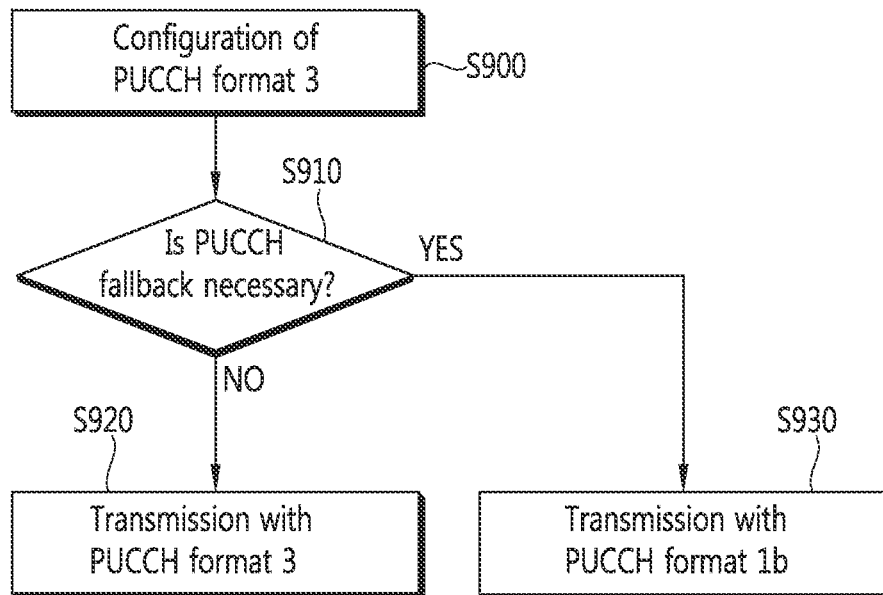 Configuration of
PUCCH format 3
S900
S910
Is PUCCH
fallback necessary?
YES
NO
S920
S930
Transmission with
PUCCH format 3
Transmission with
PUCCH format 1b